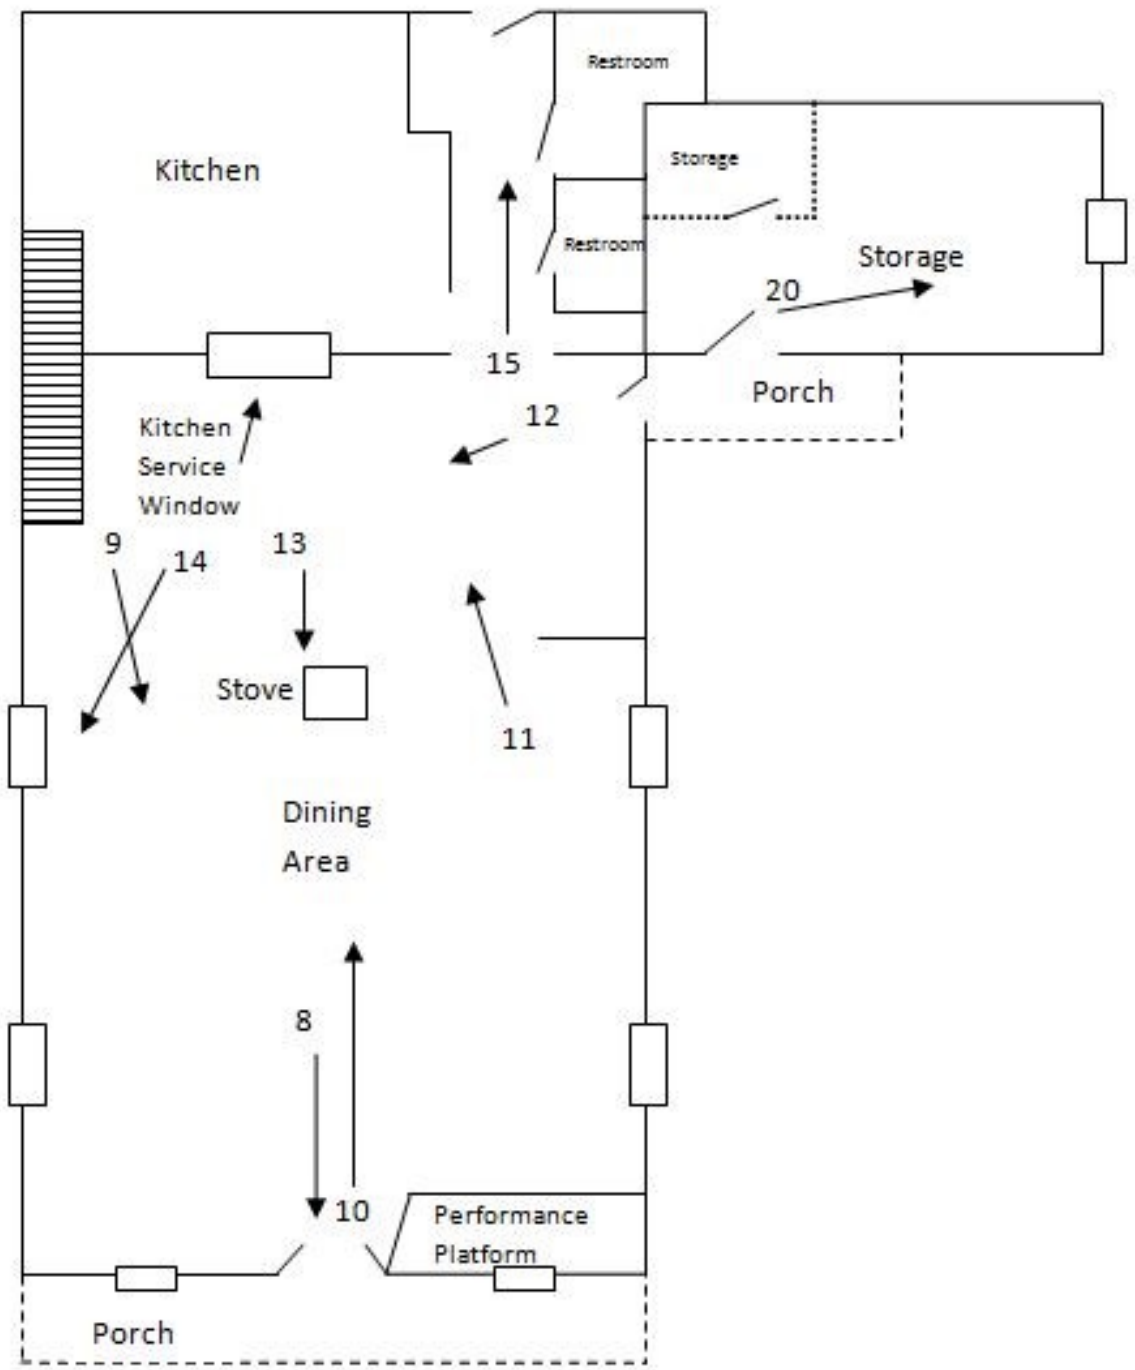 Restroom
Storage
Kitchen
Restroom
Storage
20
15
Porch
12
Kitchen
Service
Window
9
14
13
Stove
11
Dining
Area
8
10
Performance
Platform
Porch